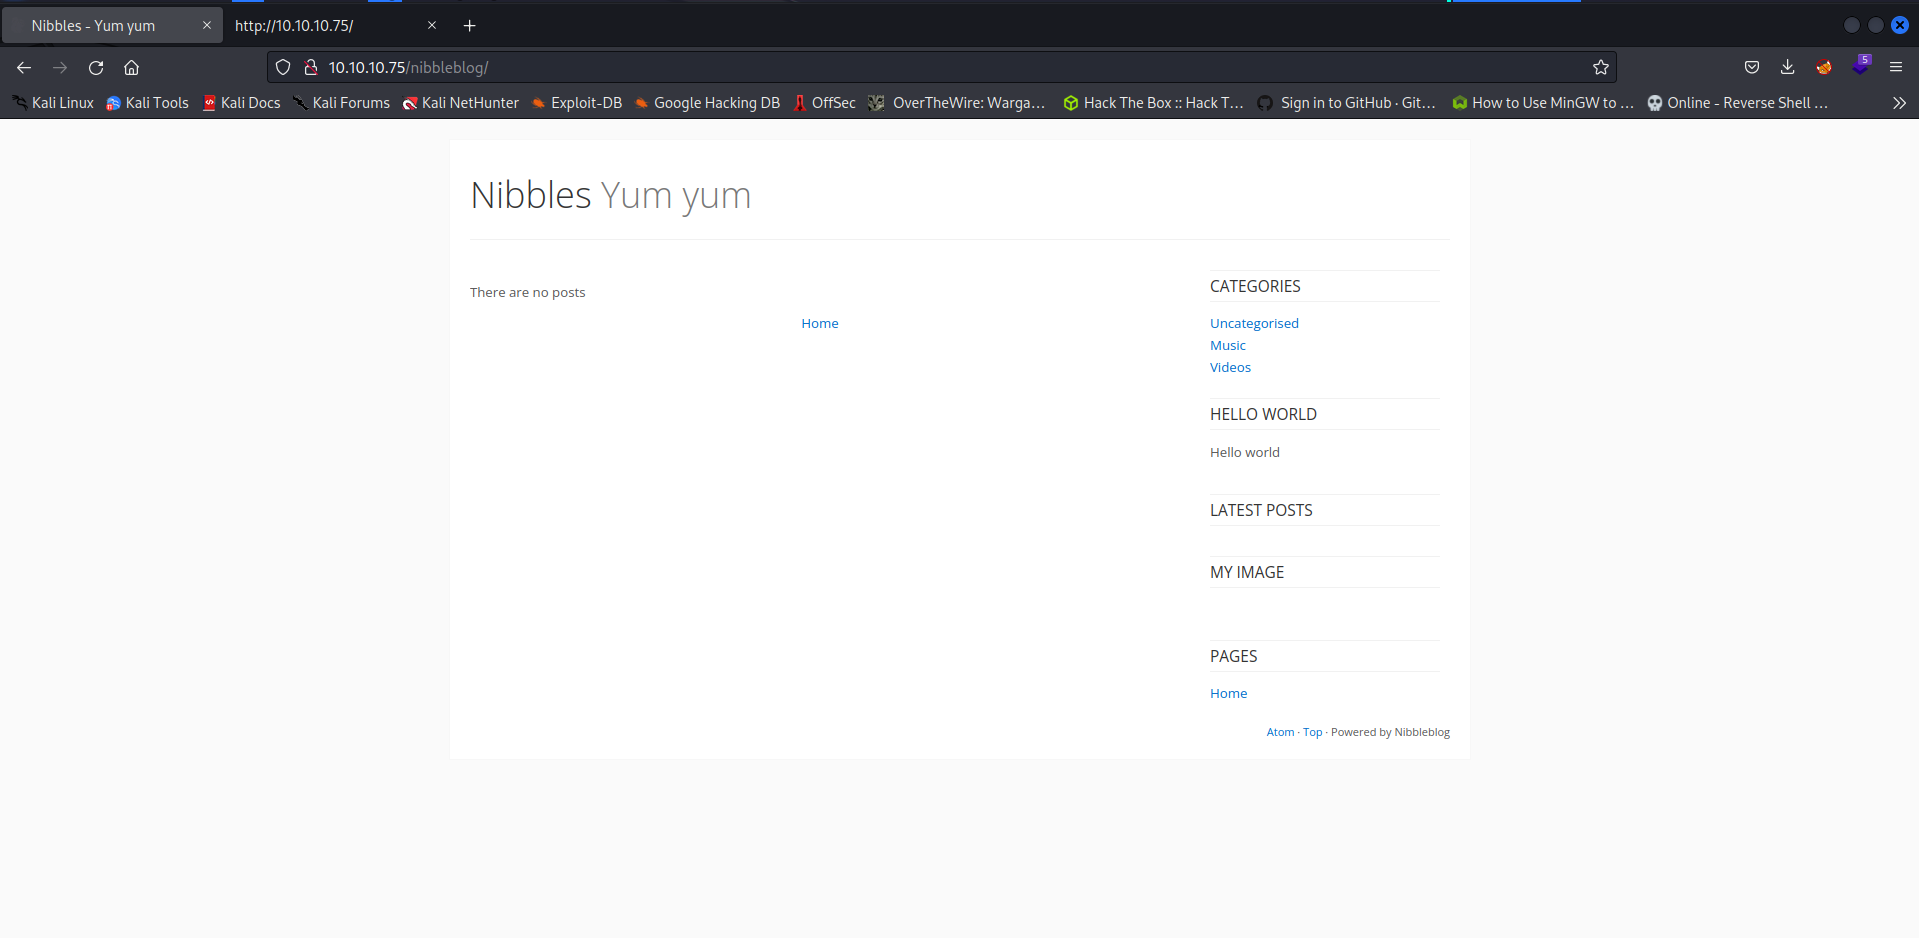 Nibbles - Yum yum
http://10.10.10.75/
10.10.10.75/nibbleblog/
5
Kali Linux Kali Tools Kali Docs Kali Forums Kali NetHunter Exploit-DB Google Hacking DB OffSec OverTheWire: Warga… Hack The Box :: Hack T… Sign in to GitHub · Git… How to Use MinGW to … Online - Reverse Shell …
Nibbles Yum yum
There are no posts
Home
CATEGORIES
Uncategorised
Music
Videos
HELLO WORLD
Hello world
LATEST POSTS
MY IMAGE
PAGES
Home
Atom · Top · Powered by Nibbleblog